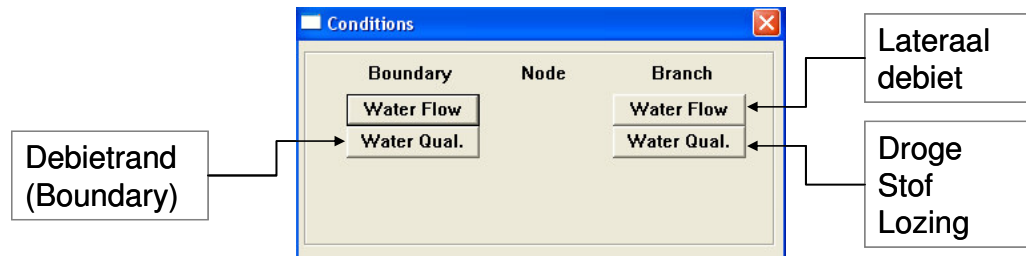 Conditions
Boundary Node Branch
Water Flow Water Flow
Water Qual. Water Qual.
Debietrand
(Boundary)
Lateraal
debiet
Droge
Stof
Lozing